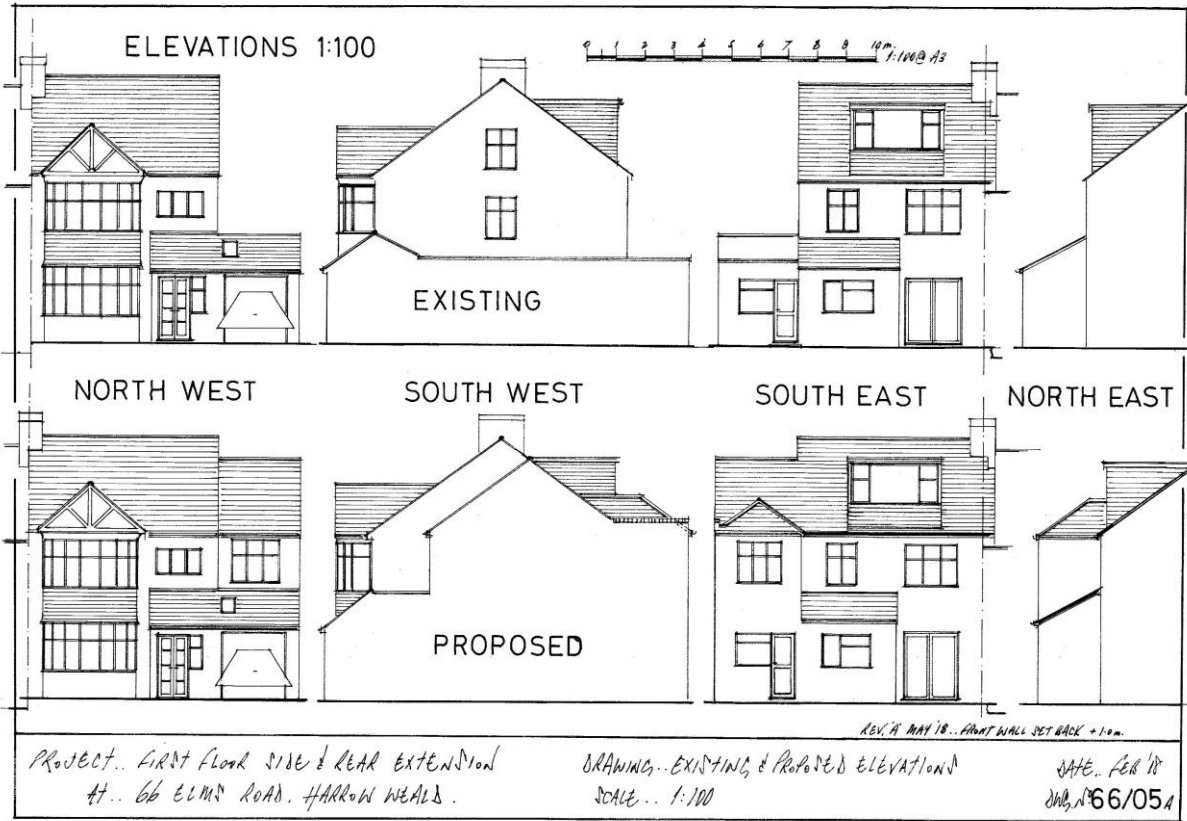 ELEVATIONS 1:100
0 1 2 3 4 5 6 7 8 9 10m.
1:100@ A3
EXISTING
NORTH WEST SOUTH WEST SOUTH EAST NORTH EAST
PROPOSED
REV. 'A' MAY '18.. FRONT WALL SET BACK + 1.0m.
PROJECT.. FIRST FLOOR SIDE & REAR EXTENSION
AT.. 66 ELMS ROAD. HARROW WEALD.
DRAWING.. EXISTING & PROPOSED ELEVATIONS
SCALE.. 1:100
DATE.. FEB '18
DWG. Nº 66/05A